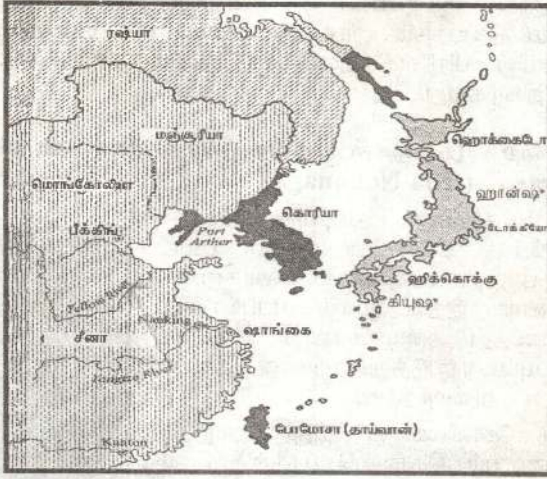 ரஷ்யா
மஞ்சூரியா
ஹொக்கைடோ
மொங்கோலியா
ஹான்ஷு
கொரியா
பீக்கிங்
Port
Arther
டோக்கியோ
ஹிக்கொக்கு
Yellow River
கியுஷு
Nanking
ஷாங்கை
சீனா
Yangtze River
Kanton
போமோசா (தாய்வான்)